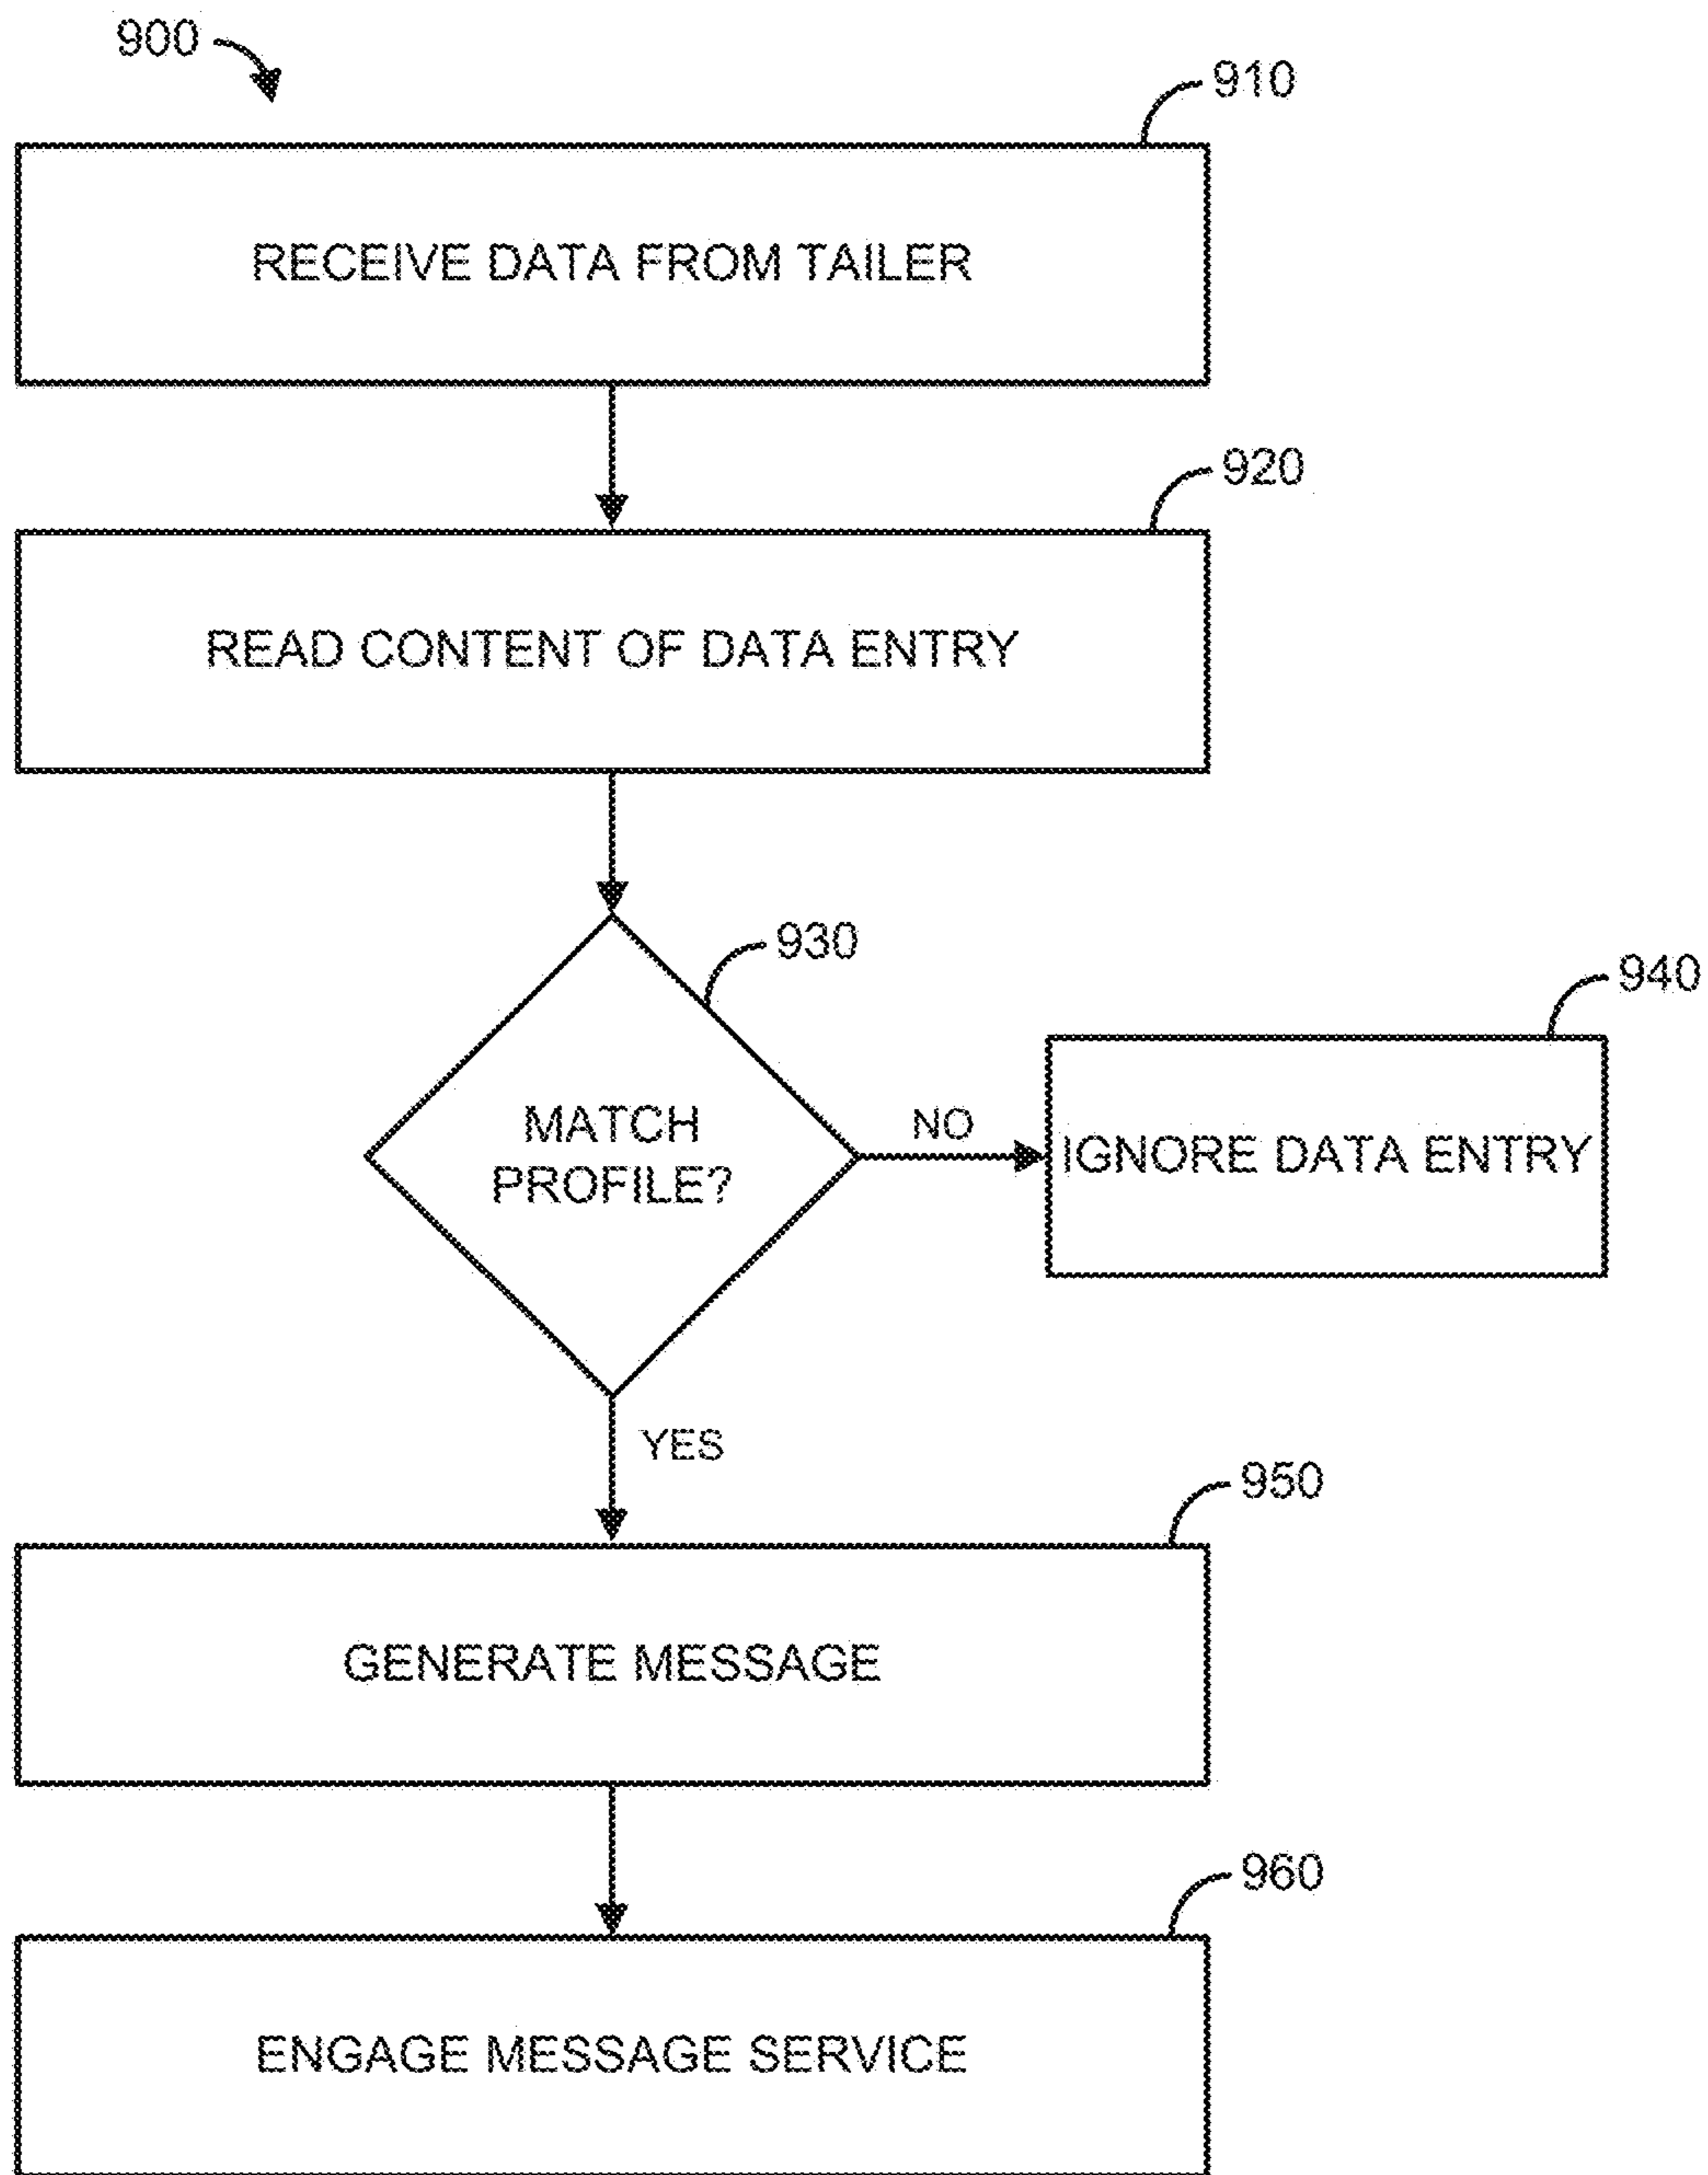 900
910
RECEIVE DATA FROM TAILER
920
READ CONTENT OF DATA ENTRY
930
940
MATCH
PROFILE?
NO
IGNORE DATA ENTRY
YES
950
GENERATE MESSAGE
960
ENGAGE MESSAGE SERVICE